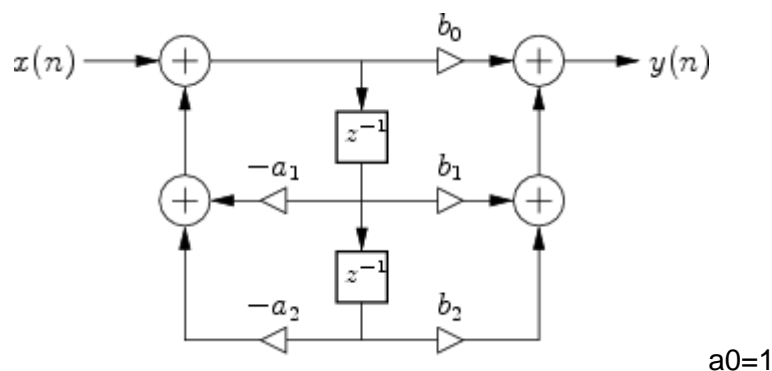 b₀
x(n) + + y(n)
z⁻¹
−a₁ b₁
+ +
z⁻¹
−a₂ b₂
a0=1